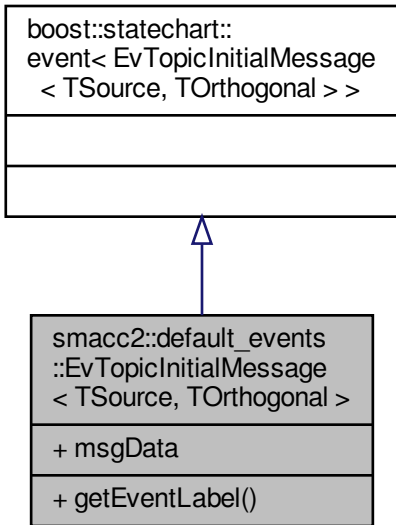 boost::statechart::
event< EvTopicInitialMessage
< TSource, TOrthogonal > >
smacc2::default_events
::EvTopicInitialMessage
< TSource, TOrthogonal >
+ msgData
+ getEventLabel()